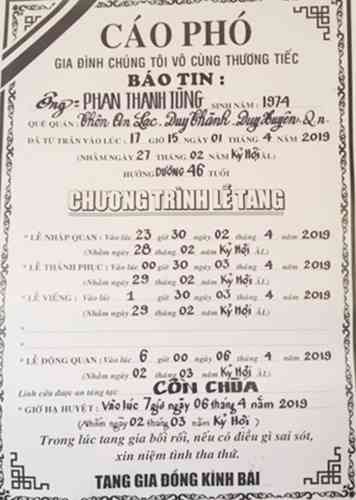 CÁO PHÓ
GIA ĐÌNH CHÚNG TÔI VÔ CÙNG THƯƠNG TIẾC
BÁO TIN :
Ông = PHAN THANH TÙNG SINH NĂM : 1974
QUÊ QUÁN : Thôn An Lạc, Duy Thành, Duy Xuyên, Q.n.
ĐÃ TỪ TRẦN VÀO LÚC : 17 GIỜ 15 NGÀY 01 THÁNG 4 NĂM 2019
(NHẰM NGÀY 27 THÁNG 02 NĂM Kỷ Hợi ÂL)
HƯỞNG DƯƠNG 46 TUỔI
CHƯƠNG TRÌNH LỄ TANG
* LỄ NHẬP QUAN : Vào lúc 23 giờ 30 ngày 02 tháng 4 năm 2019
(Nhằm ngày 28 tháng 02 năm Kỷ Hợi ÂL)
* LỄ THÀNH PHỤC : Vào lúc 00 giờ 30 ngày 03 tháng 4 năm 2019
(Nhằm ngày 29 tháng 02 năm Kỷ Hợi ÂL)
* LỄ VIẾNG : Vào lúc 1 giờ 30 ngày 03 tháng 4 năm 2019
(Nhằm ngày 29 tháng 02 năm Kỷ Hợi ÂL)
* LỄ ĐỘNG QUAN : Vào lúc 6 giờ 00 ngày 06 tháng 4 năm 2019
(Nhằm ngày 02 tháng 03 năm Kỷ Hợi ÂL)
Linh cữu được an táng tại: CỒN CHÙA
* GIỜ HẠ HUYỆT : Vào lúc 7 giờ ngày 06 tháng 4 năm 2019
(Nhằm ngày 02 tháng 03 năm Kỷ Hợi)
Trong lúc tang gia bối rối, nếu có điều gì sai sót,
xin niệm tình tha thứ.
TANG GIA ĐỒNG KÍNH BÁI